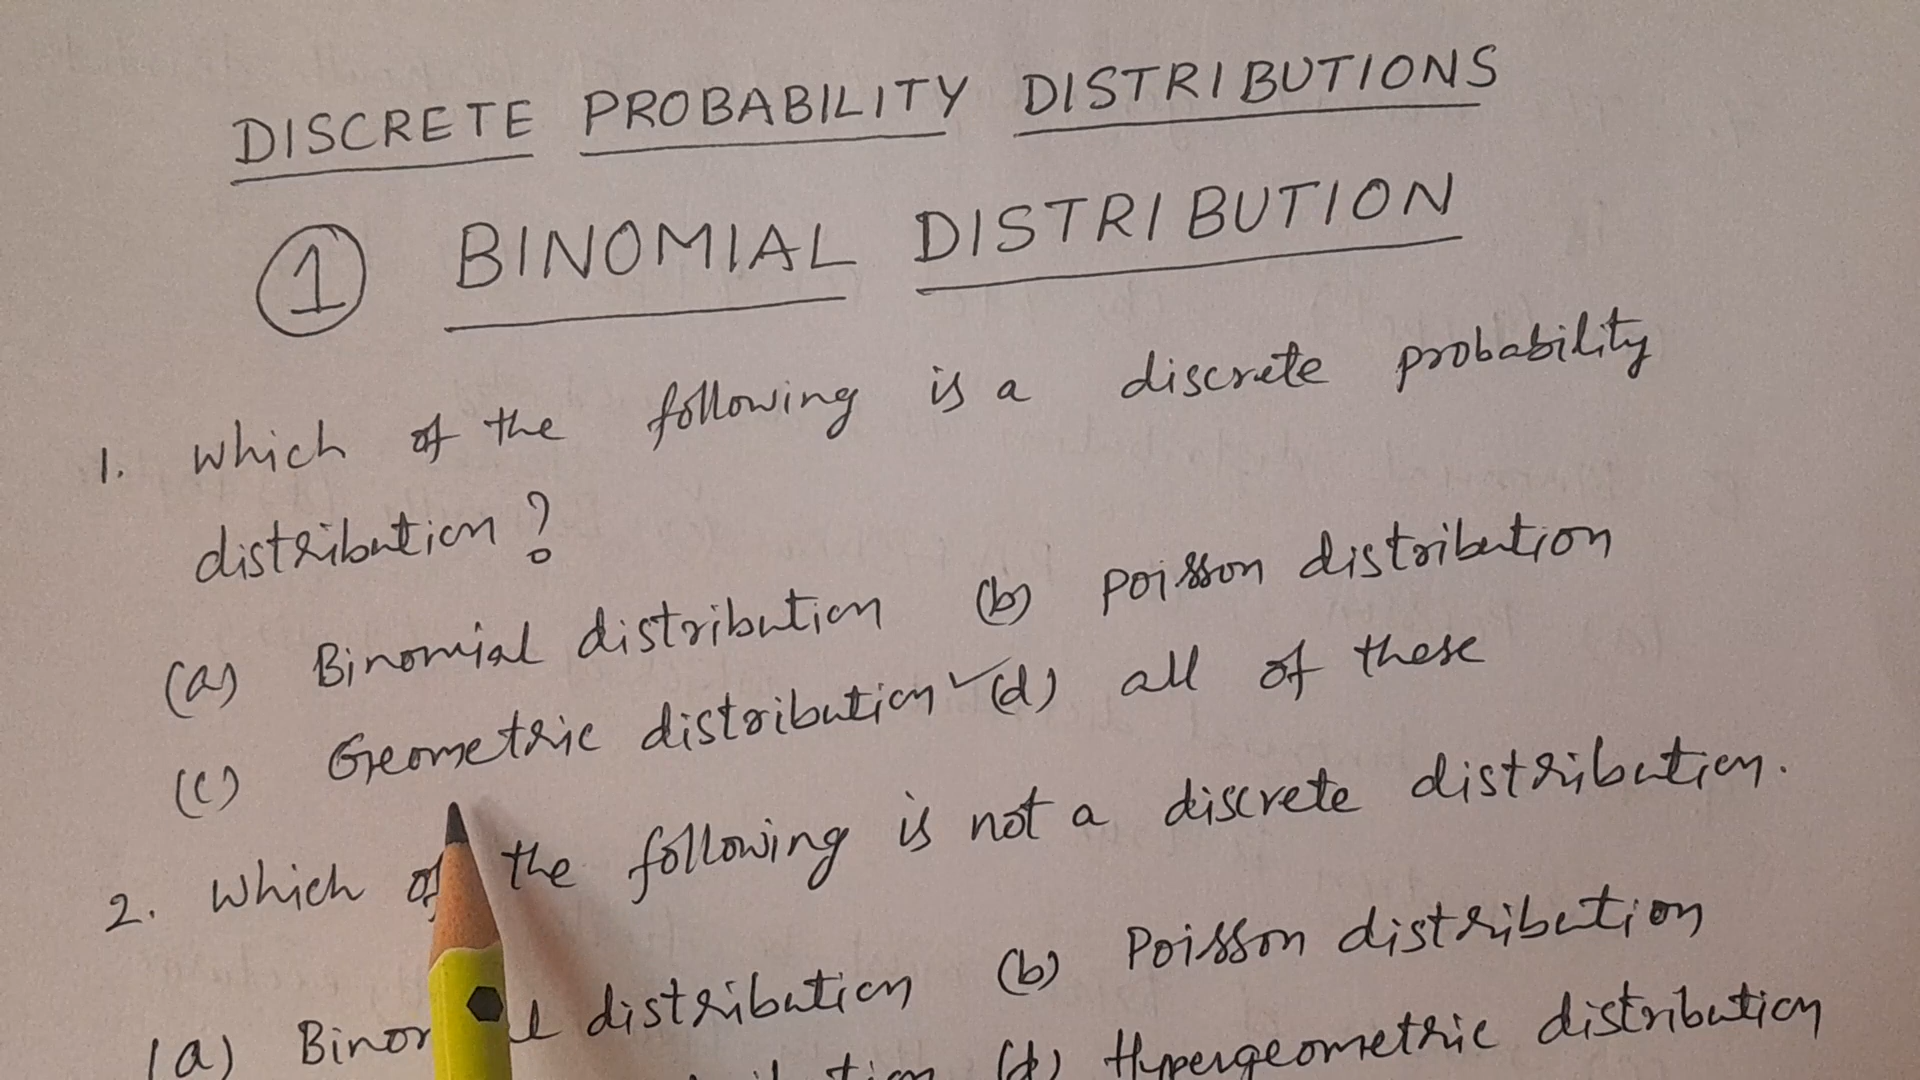 DISCRETE PROBABILITY DISTRIBUTIONS
1 BINOMIAL DISTRIBUTION
1. Which of the following is a discrete probability
distribution?
(a) Binomial distribution (b) Poisson distribution
(c) Geometric distribution ✓(d) all of these
2. Which of the following is not a discrete distribution.
(a) distribution (b) Poisson distribution
(d) Hypergeometric distribution